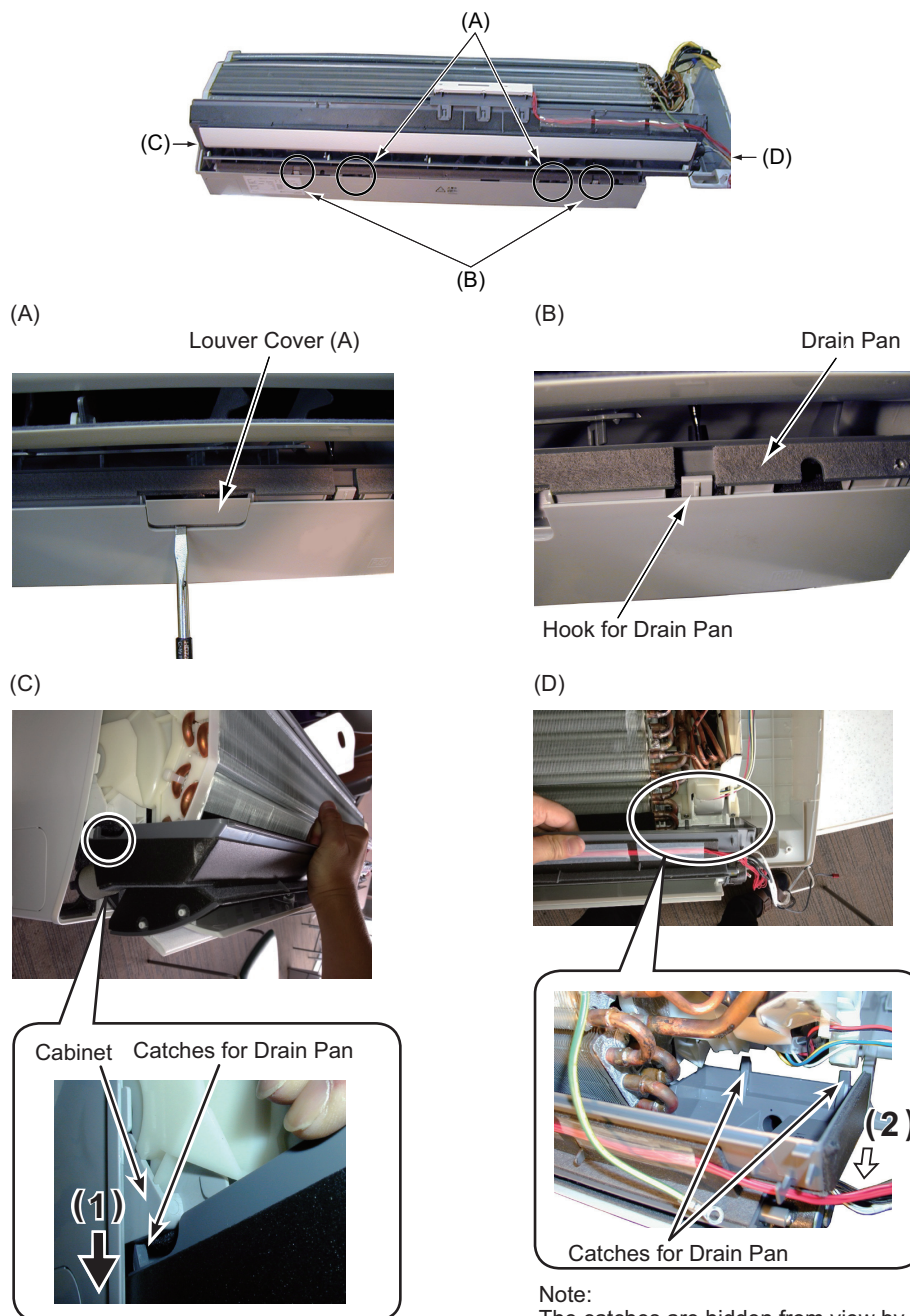 (A)
(C)
(D)
(B)
(A)
Louver Cover (A)
(B)
Drain Pan
Hook for Drain Pan
(C)
Cabinet Catches for Drain Pan
(1)
(D)
(2)
Catches for Drain Pan
Note: